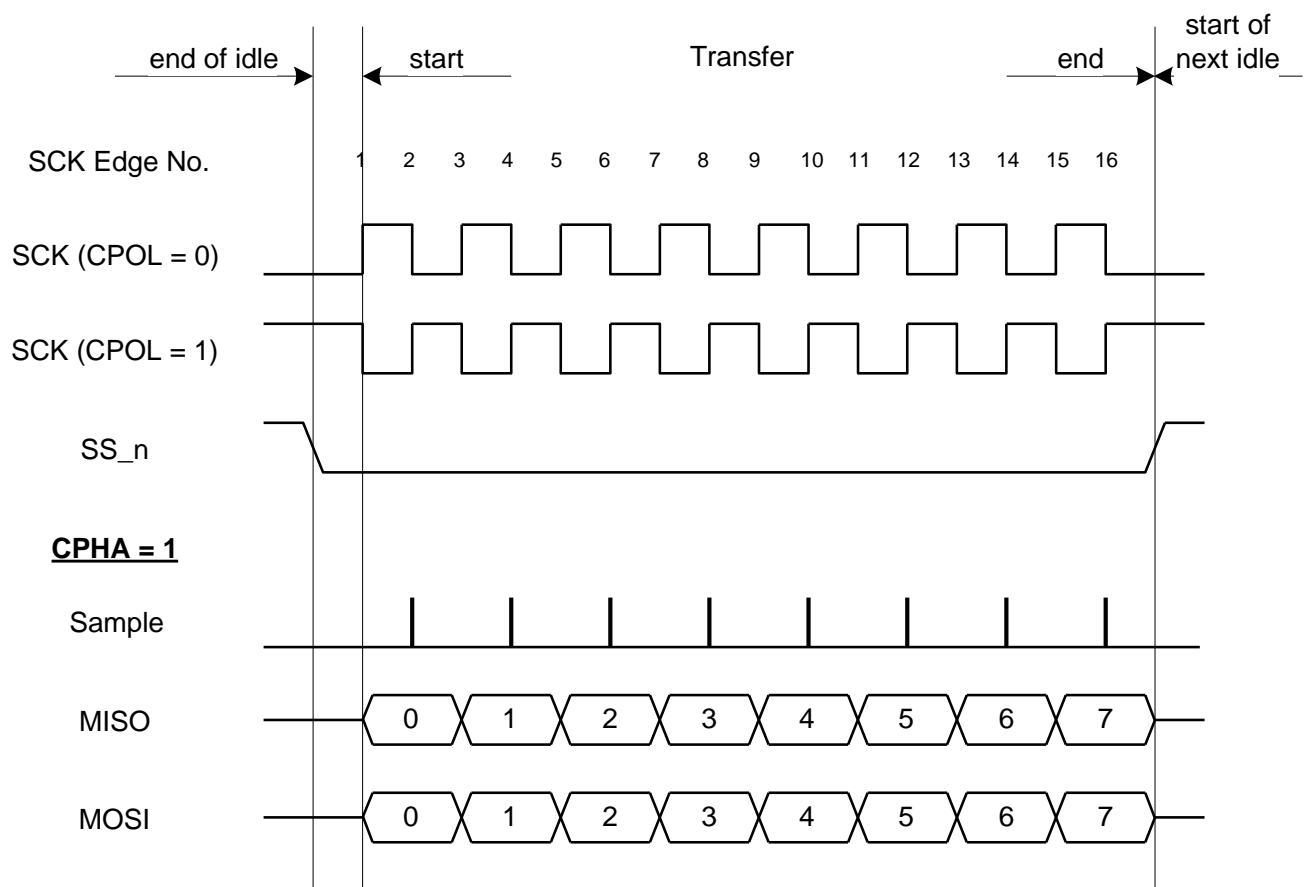 start of
end of idle start Transfer end next idle
SCK Edge No. 1 2 3 4 5 6 7 8 9 10 11 12 13 14 15 16
SCK (CPOL = 0)
SCK (CPOL = 1)
SS_n
CPHA = 1
Sample
MISO 0 1 2 3 4 5 6 7
MOSI 0 1 2 3 4 5 6 7